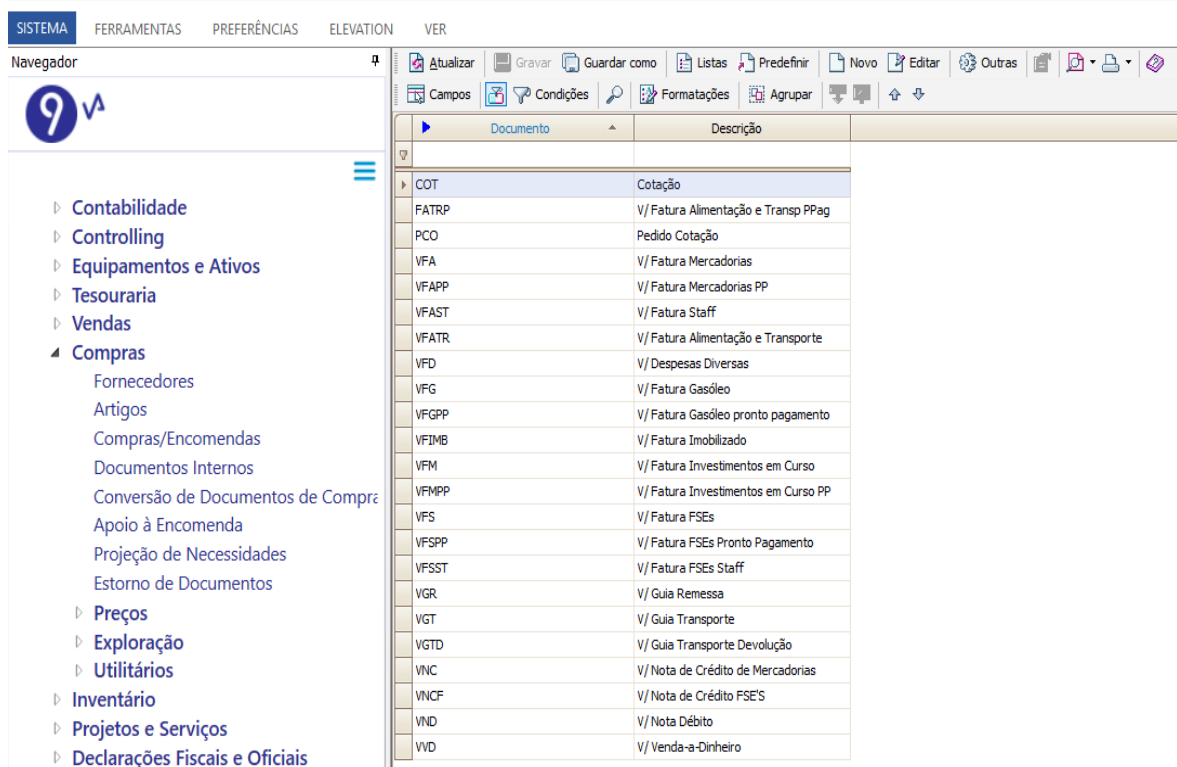 SISTEMA FERRAMENTAS PREFERÊNCIAS ELEVATION VER
Navegador
9 V
Contabilidade
Controlling
Equipamentos e Ativos
Tesouraria
Vendas
Compras
Fornecedores
Artigos
Compras/Encomendas
Documentos Internos
Conversão de Documentos de Compra
Apoio à Encomenda
Projeção de Necessidades
Estorno de Documentos
Preços
Exploração
Utilitários
Inventário
Projetos e Serviços
Declarações Fiscais e Oficiais
Atualizar Gravar Guardar como Listas Predefinir Novo Editar Outras
Campos Condições Formatações Agrupar
Documento Descrição
COT Cotação
FATRP V/ Fatura Alimentação e Transp PPag
PCO Pedido Cotação
VFA V/ Fatura Mercadorias
VFAPP V/ Fatura Mercadorias PP
VFAST V/ Fatura Staff
VFATR V/ Fatura Alimentação e Transporte
VFD V/ Despesas Diversas
VFG V/ Fatura Gasóleo
VFGPP V/ Fatura Gasóleo pronto pagamento
VFIMB V/ Fatura Imobilizado
VFM V/ Fatura Investimentos em Curso
VFMPP V/ Fatura Investimentos em Curso PP
VFS V/ Fatura FSEs
VFSPP V/ Fatura FSEs Pronto Pagamento
VFSST V/ Fatura FSEs Staff
VGR V/ Guia Remessa
VGT V/ Guia Transporte
VGTD V/ Guia Transporte Devolução
VNC V/ Nota de Crédito de Mercadorias
VNCF V/ Nota de Crédito FSE'S
VND V/ Nota Débito
VVD V/ Venda-a-Dinheiro